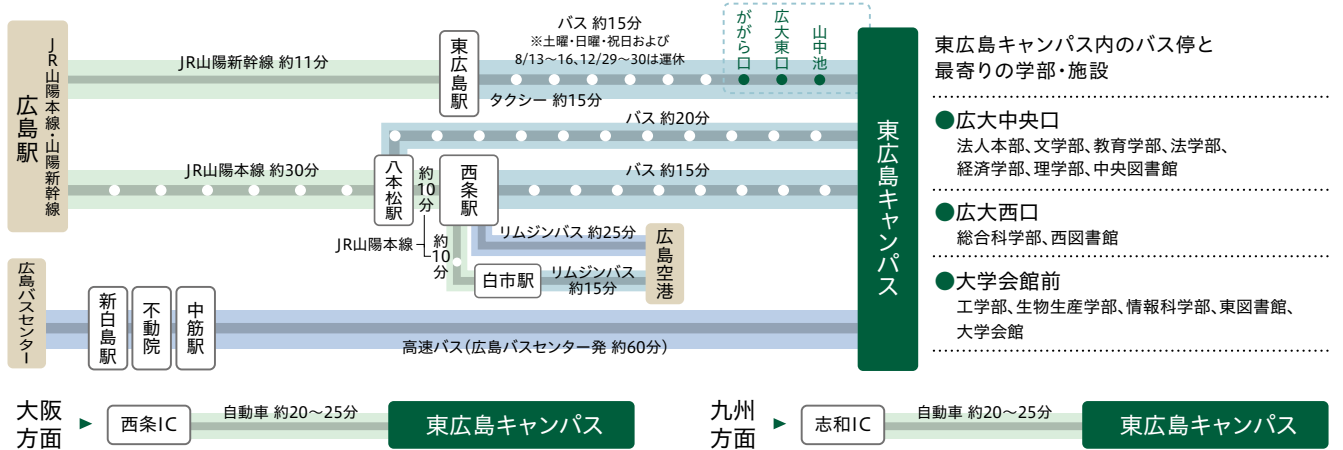 JR山陽本線・山陽新幹線
広島駅
JR山陽新幹線 約11分
東広島駅
バス 約15分
※土曜・日曜・祝日および
8/13〜16、12/29〜30は運休
タクシー 約15分
ががら口
広大東口
山中池
JR山陽本線 約30分
八本松駅
バス 約20分
約10分
JR山陽本線
約10分
西条駅
バス 約15分
リムジンバス 約25分
白市駅
リムジンバス
約15分
広島空港
東広島キャンパス
広島バスセンター
新白島駅
不動院
中筋駅
高速バス（広島バスセンター発 約60分）
東広島キャンパス内のバス停と
最寄りの学部・施設
●広大中央口
法人本部、文学部、教育学部、法学部、
経済学部、理学部、中央図書館
●広大西口
総合科学部、西図書館
●大学会館前
工学部、生物生産学部、情報科学部、東図書館、
大学会館
大阪
方面
西条IC
自動車 約20〜25分
東広島キャンパス
九州
方面
志和IC
自動車 約20〜25分
東広島キャンパス